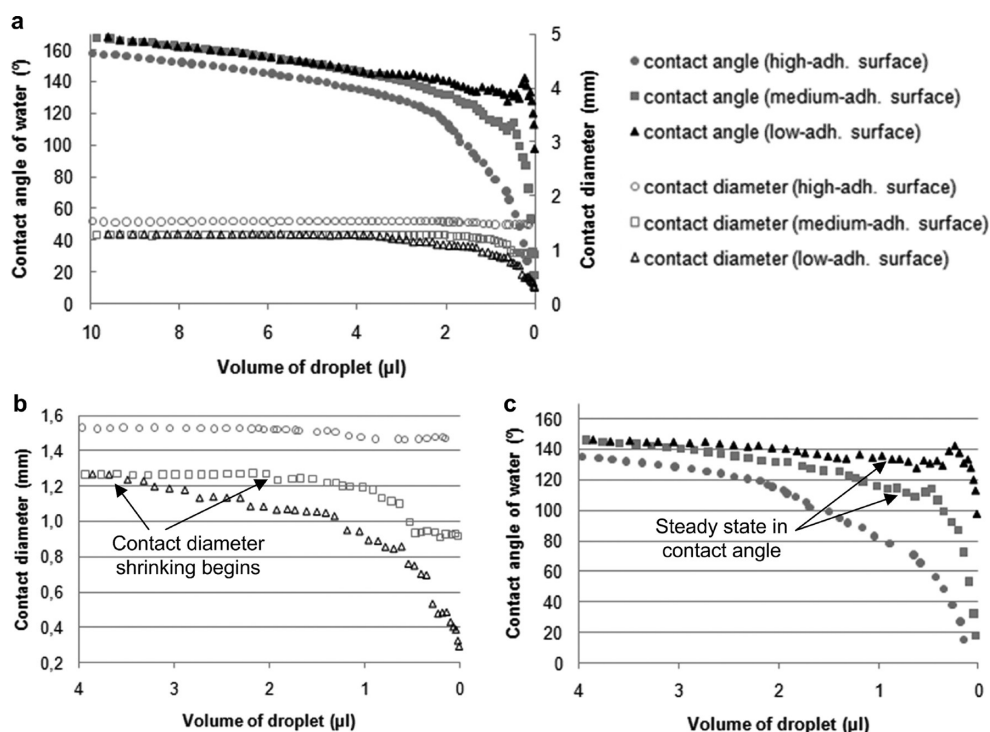 a
160
140
120
100
80
60
40
20
0
Contact angle of water (°)
5
4
3
2
1
0
Contact diameter (mm)
10
8
6
4
2
0
Volume of droplet (µl)
contact angle (high-adh. surface)
contact angle (medium-adh. surface)
contact angle (low-adh. surface)
contact diameter (high-adh. surface)
contact diameter (medium-adh. surface)
contact diameter (low-adh. surface)
b
1,6
1,4
1,2
1,0
0,8
0,6
0,4
0,2
Contact diameter (mm)
Contact diameter
shrinking begins
4
3
2
1
0
Volume of droplet (µl)
c
160
140
120
100
80
60
40
20
0
Contact angle of water (°)
Steady state in
contact angle
4
3
2
1
0
Volume of droplet (µl)